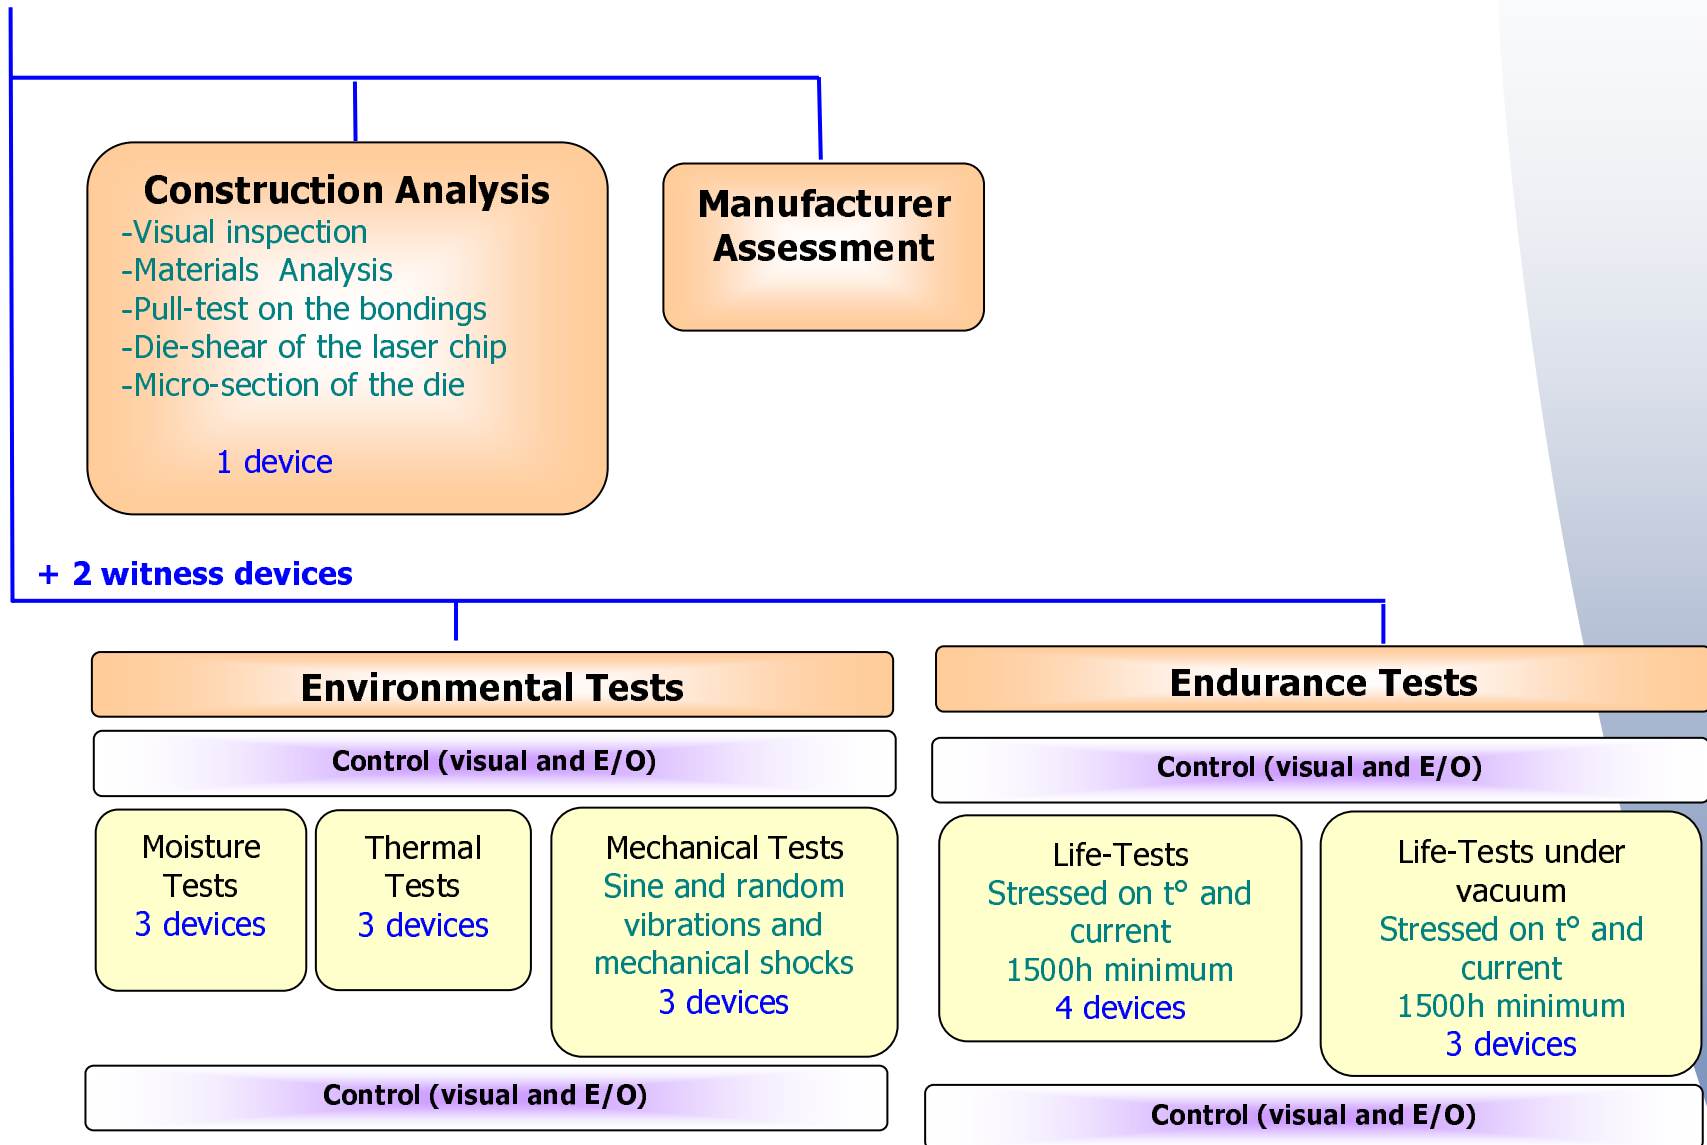 Construction Analysis
-Visual inspection
-Materials  Analysis
-Pull-test on the bondings
-Die-shear of the laser chip
-Micro-section of the die
1 device
Manufacturer
Assessment
+ 2 witness devices
Environmental Tests
Control (visual and E/O)
Moisture
Tests
3 devices
Thermal
Tests
3 devices
Mechanical Tests
Sine and random
vibrations and
mechanical shocks
3 devices
Control (visual and E/O)
Endurance Tests
Control (visual and E/O)
Life-Tests
Stressed on t° and
current
1500h minimum
4 devices
Life-Tests under
vacuum
Stressed on t° and
current
1500h minimum
3 devices
Control (visual and E/O)